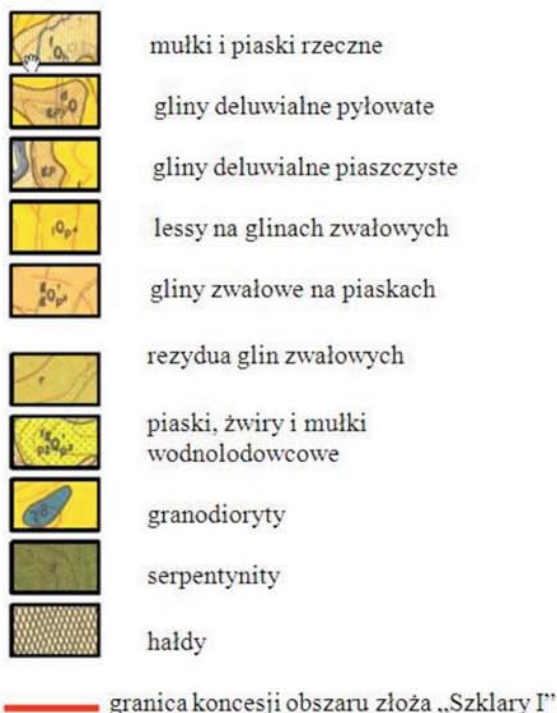 mułki i piaski rzeczne
gliny deluwialne pyłowate
gliny deluwialne piaszczyste
lessy na glinach zwałowych
gliny zwałowe na piaskach
rezydua glin zwałowych
piaski, żwiry i mułki
wodnolodowcowe
granodioryty
serpentynity
hałdy
granica koncesji obszaru złoża „Szklary I”